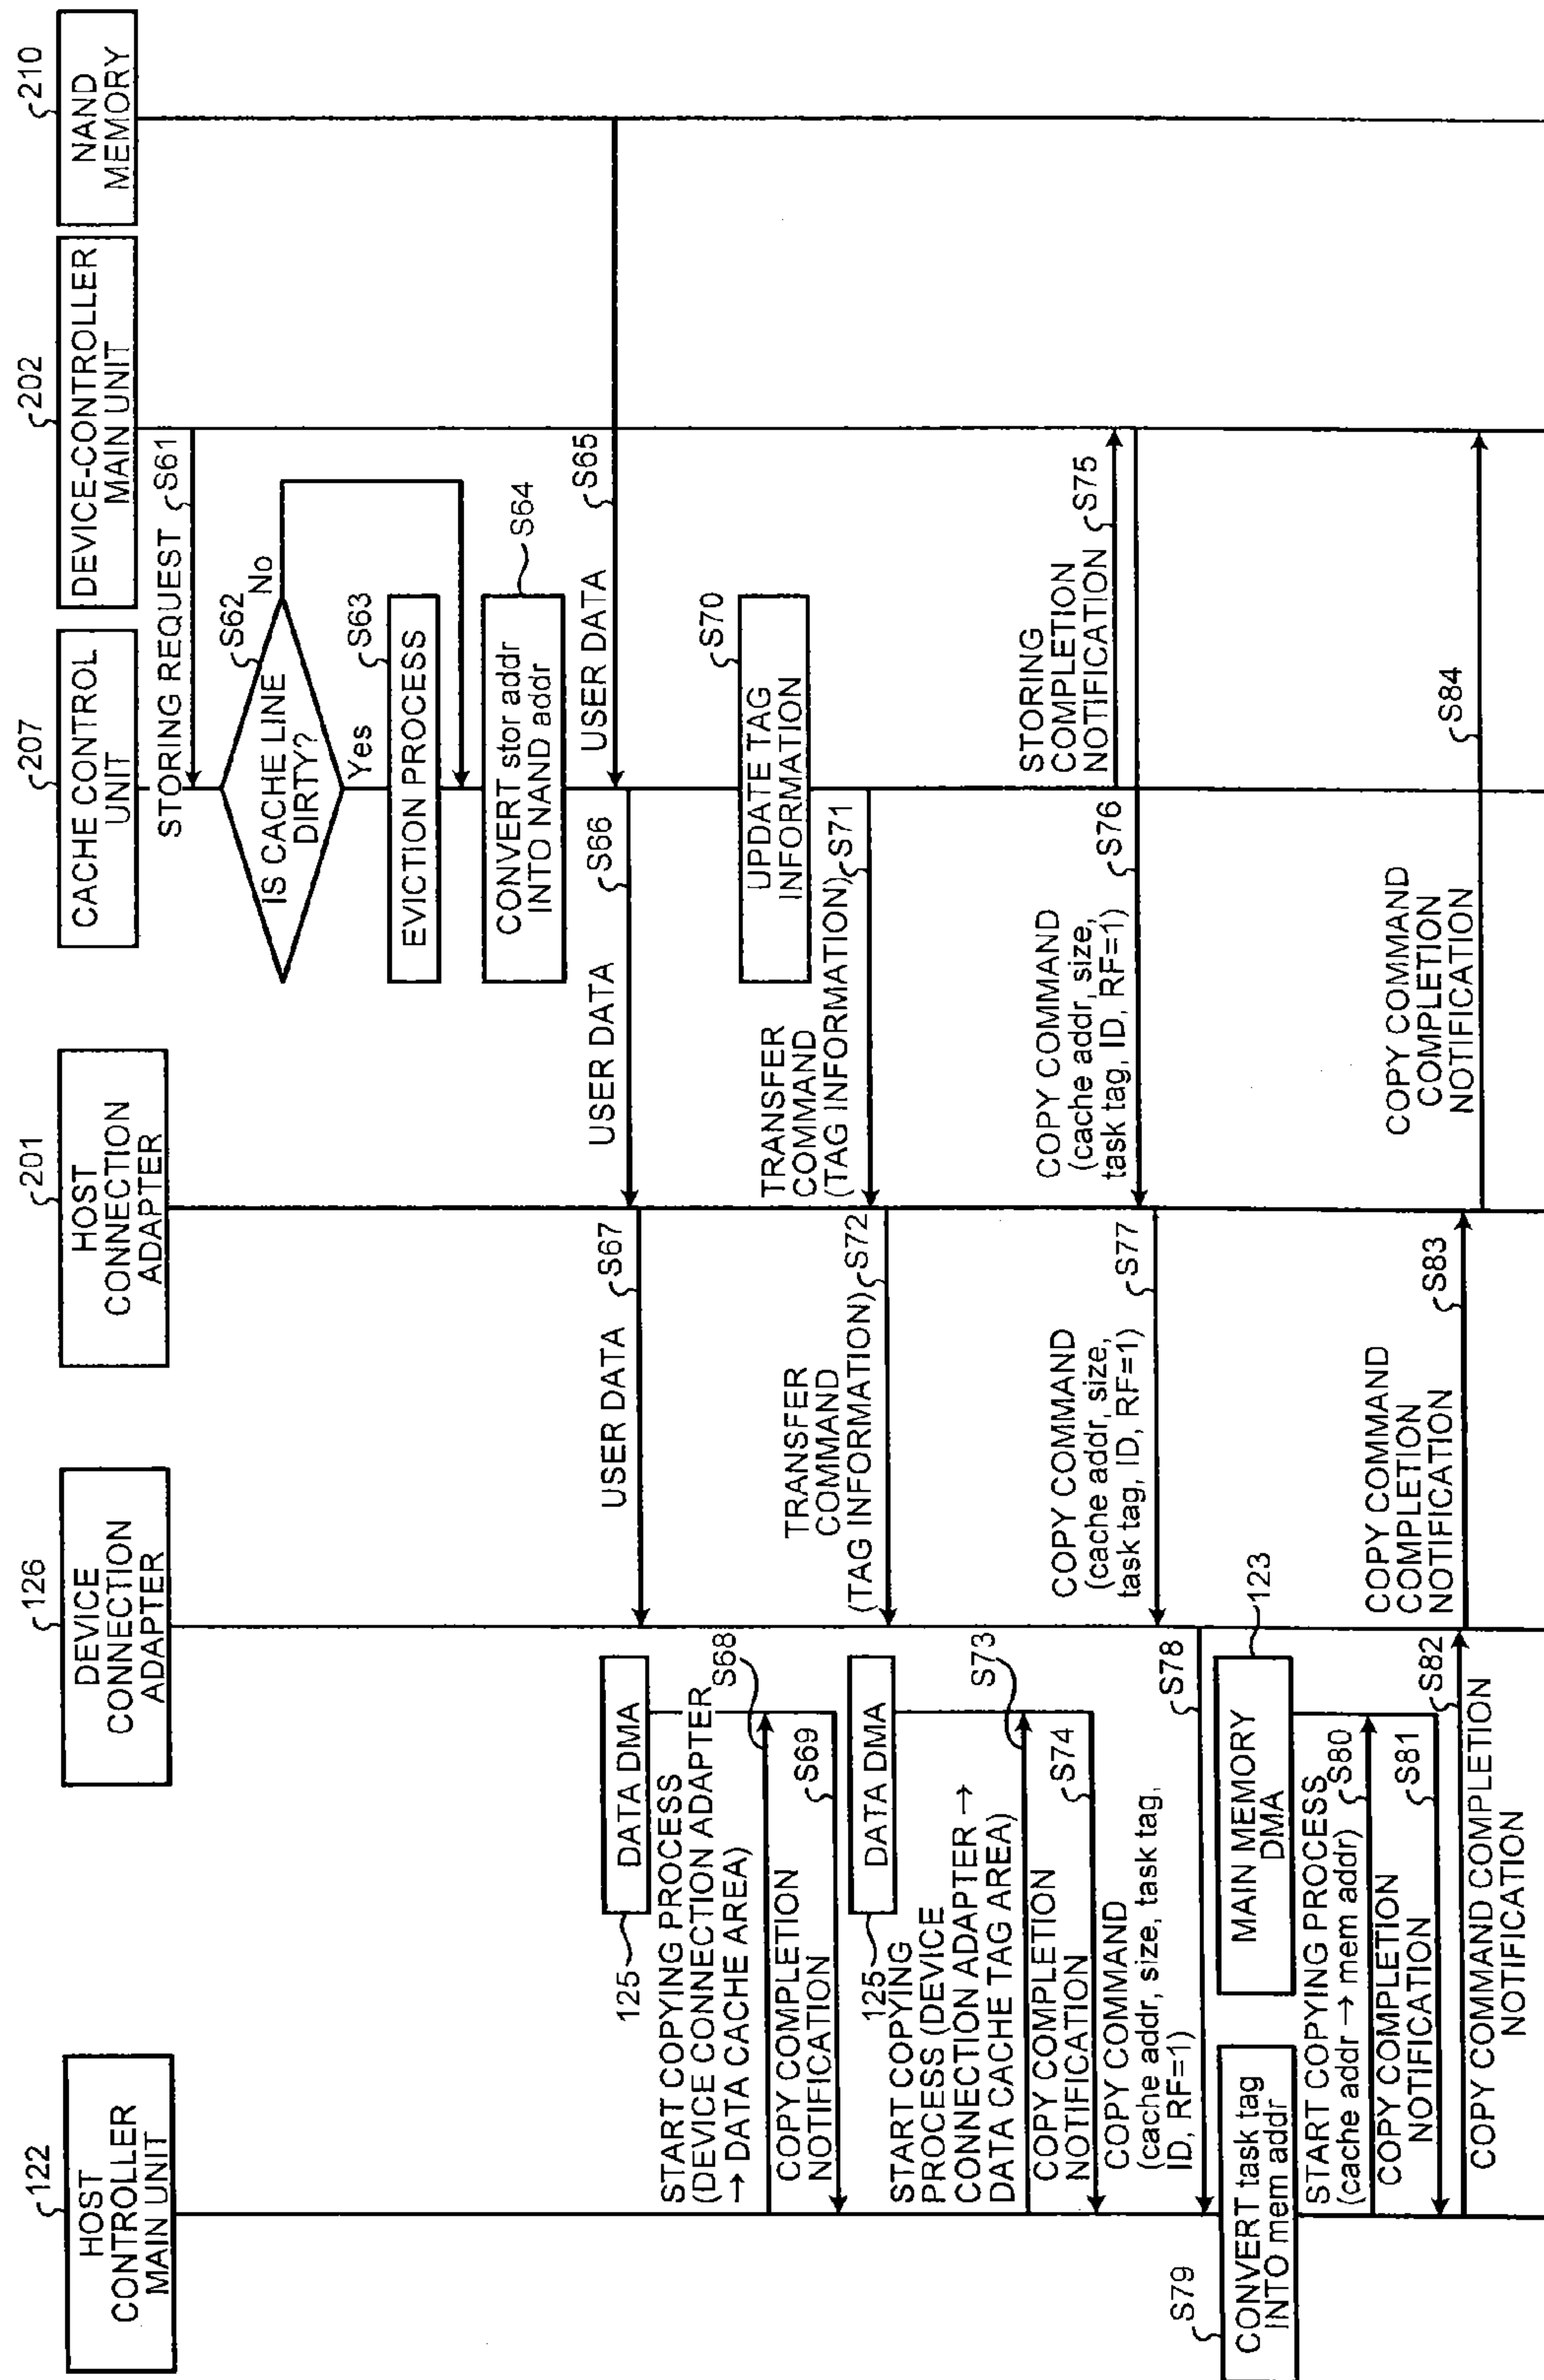 122
HOST
CONTROLLER
MAIN UNIT
126
DEVICE
CONNECTION
ADAPTER
201
HOST
CONNECTION
ADAPTER
207
CACHE CONTROL
UNIT
202
DEVICE-CONTROLLER
MAIN UNIT
210
NAND
MEMORY
STORING REQUEST
S61
IS CACHE LINE
DIRTY?
S62
No
Yes
S63
EVICTION PROCESS
CONVERT stor addr
INTO NAND addr
S64
USER DATA
S65
USER DATA
S66
USER DATA
S67
DATA DMA
125
START COPYING PROCESS
(DEVICE CONNECTION ADAPTER
→ DATA CACHE AREA)
S68
COPY COMPLETION
NOTIFICATION
S69
S70
UPDATE TAG
INFORMATION
TRANSFER
COMMAND
(TAG INFORMATION)
S71
TRANSFER
COMMAND
(TAG INFORMATION)
S72
DATA DMA
125
START COPYING
PROCESS (DEVICE
CONNECTION ADAPTER →
DATA CACHE TAG AREA)
S73
COPY COMPLETION
NOTIFICATION
S74
STORING
COMPLETION
NOTIFICATION
S75
COPY COMMAND
(cache addr, size,
task tag, ID, RF=1)
S76
COPY COMMAND
(cache addr, size,
task tag, ID, RF=1)
S77
COPY COMMAND
(cache addr, size, task tag,
ID, RF=1)
S78
S79
CONVERT task tag
INTO mem addr
MAIN MEMORY
DMA
123
START COPYING PROCESS
(cache addr → mem addr)
S80
COPY COMPLETION
NOTIFICATION
S81
COPY COMMAND COMPLETION
NOTIFICATION
S82
COPY COMMAND
COMPLETION
NOTIFICATION
S83
COPY COMMAND
COMPLETION
NOTIFICATION
S84